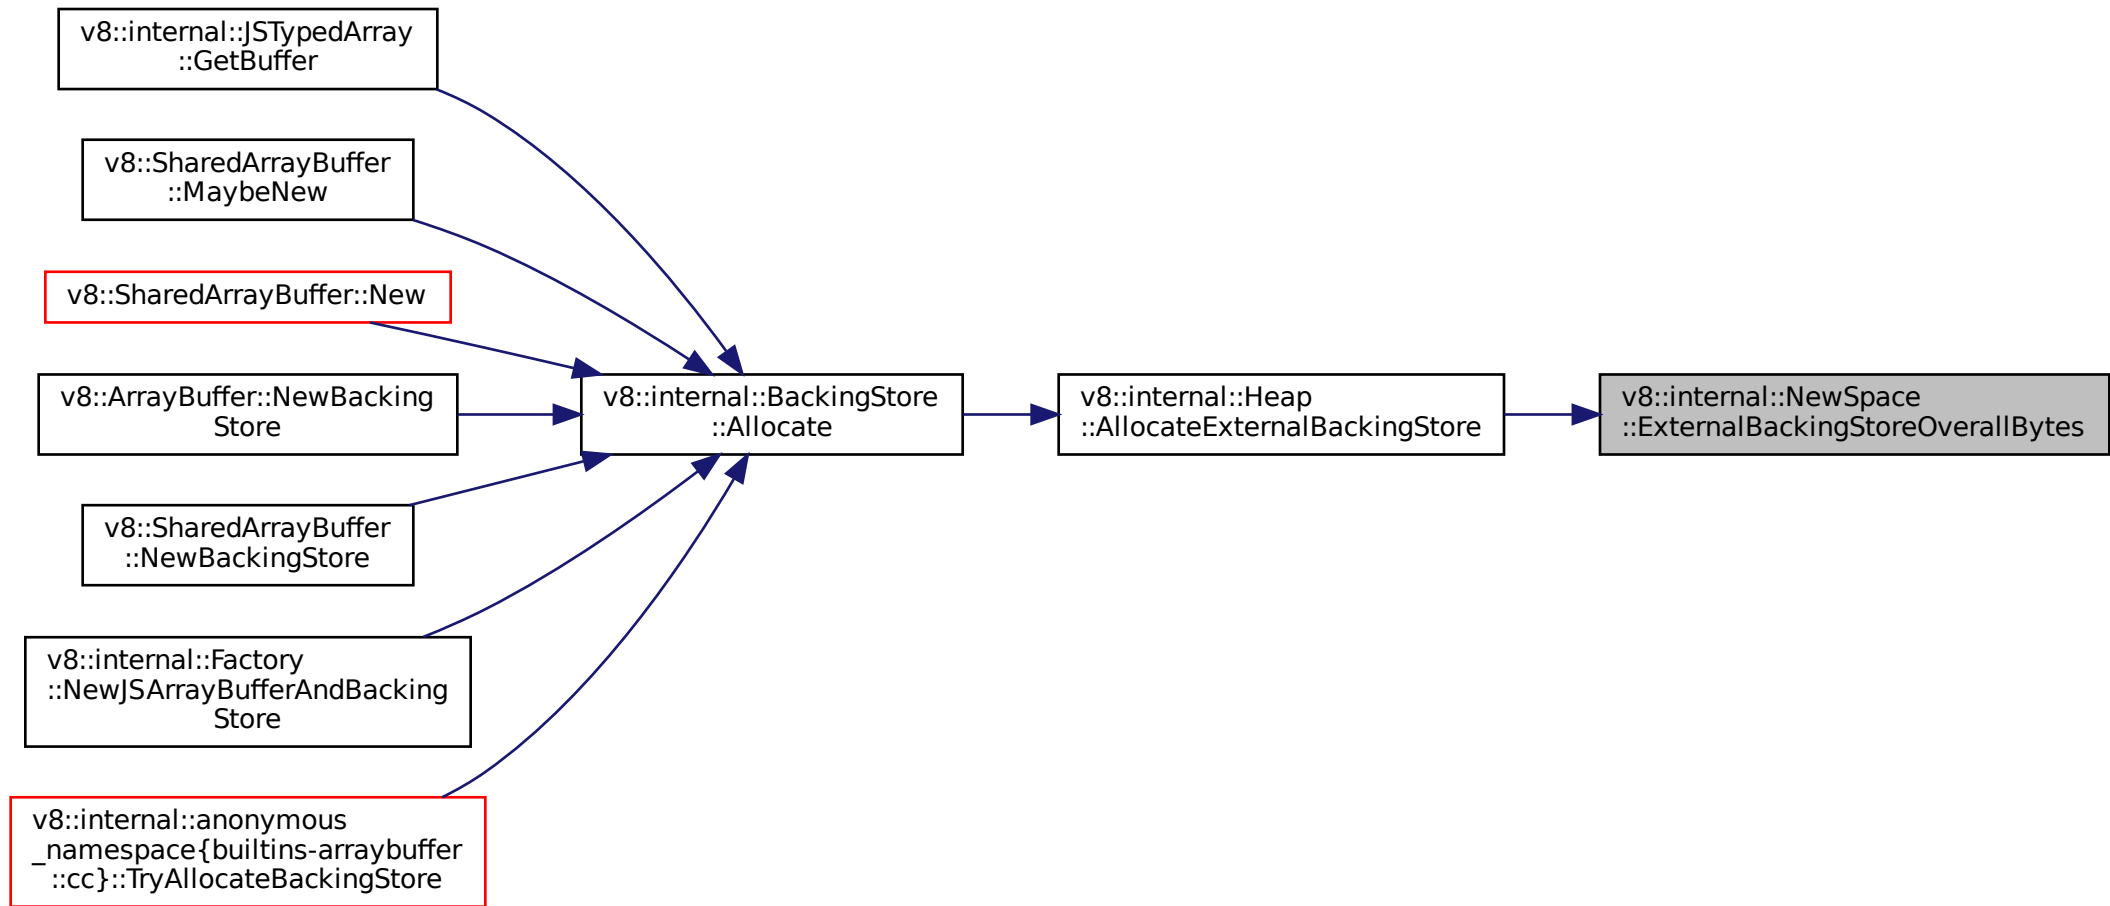 v8::internal::JSTypedArray
::GetBuffer
v8::SharedArrayBuffer
::MaybeNew
v8::SharedArrayBuffer::New
v8::ArrayBuffer::NewBacking
Store
v8::SharedArrayBuffer
::NewBackingStore
v8::internal::Factory
::NewJSArrayBufferAndBacking
Store
v8::internal::anonymous
_namespace{builtins-arraybuffer
::cc}::TryAllocateBackingStore
v8::internal::BackingStore
::Allocate
v8::internal::Heap
::AllocateExternalBackingStore
v8::internal::NewSpace
::ExternalBackingStoreOverallBytes